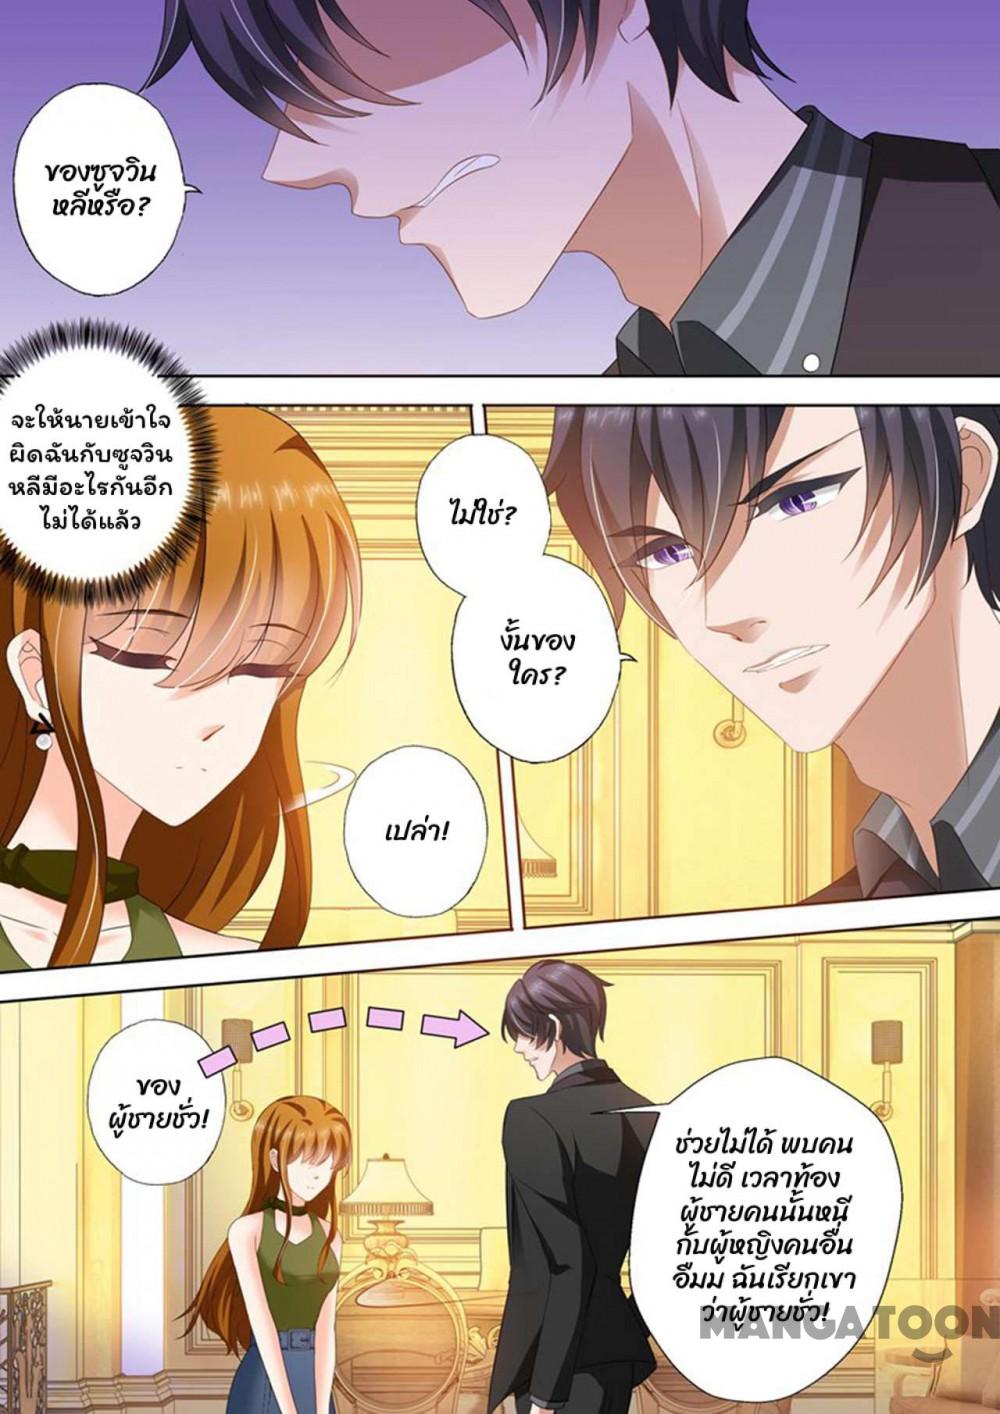 ของซูจวิน
หลีหรือ?
จะให้นายเข้าใจ
ผิดฉันกับซูจวิน
หลีมีอะไรกันอีก
ไม่ได้แล้ว
ไม่ใช่?
งั้นของ
ใคร?
เปล่า!
ของ
ผู้ชายชั่ว!
ช่วยไม่ได้ พบคน
ไม่ดี เวลาท้อง
ผู้ชายคนนั้นหนี
กับผู้หญิงคนอื่น
อืมม ฉันเรียกเขา
ว่าผู้ชายชั่ว!
MANGATOON